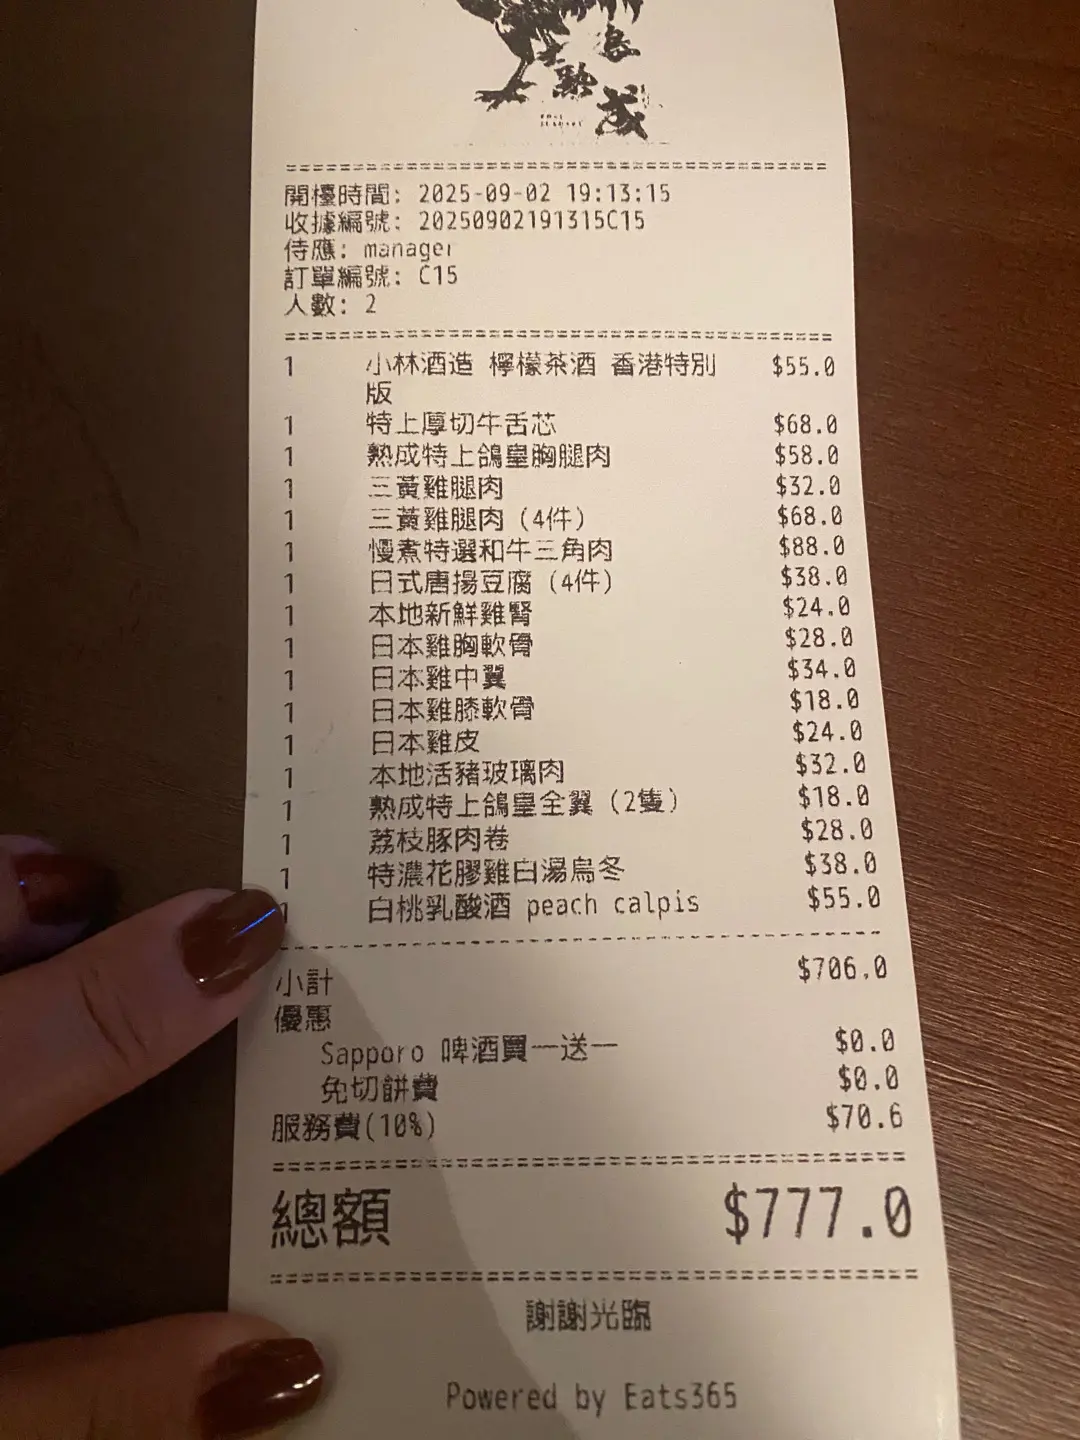 熟成
===============================
開檯時間: 2025-09-02 19:13:15
收據編號: 20250902191315C15
侍應: manager
訂單編號: C15
人數: 2
===============================
1 小林酒造 檸檬茶酒 香港特別 $55.0
版
1 特上厚切牛舌芯 $68.0
1 熟成特上鴿皇胸腿肉 $58.0
1 三黃雞腿肉 $32.0
1 三黃雞腿肉 (4件) $68.0
1 慢煮特選和牛三角肉 $88.0
1 日式唐揚豆腐 (4件) $38.0
1 本地新鮮雞腎 $24.0
1 日本雞胸軟骨 $28.0
1 日本雞中翼 $34.0
1 日本雞膝軟骨 $18.0
1 日本雞皮 $24.0
1 本地活豬玻璃肉 $32.0
1 熟成特上鴿皇全翼 (2隻) $18.0
1 荔枝豚肉卷 $28.0
1 特濃花膠雞白湯烏冬 $38.0
1 白桃乳酸酒 peach calpis $55.0
-------------------------------
小計 $706.0
優惠
Sapporo 啤酒買一送一 $0.0
免切餅費 $0.0
服務費(10%) $70.6
===============================
總額 $777.0
===============================
謝謝光臨
Powered by Eats365